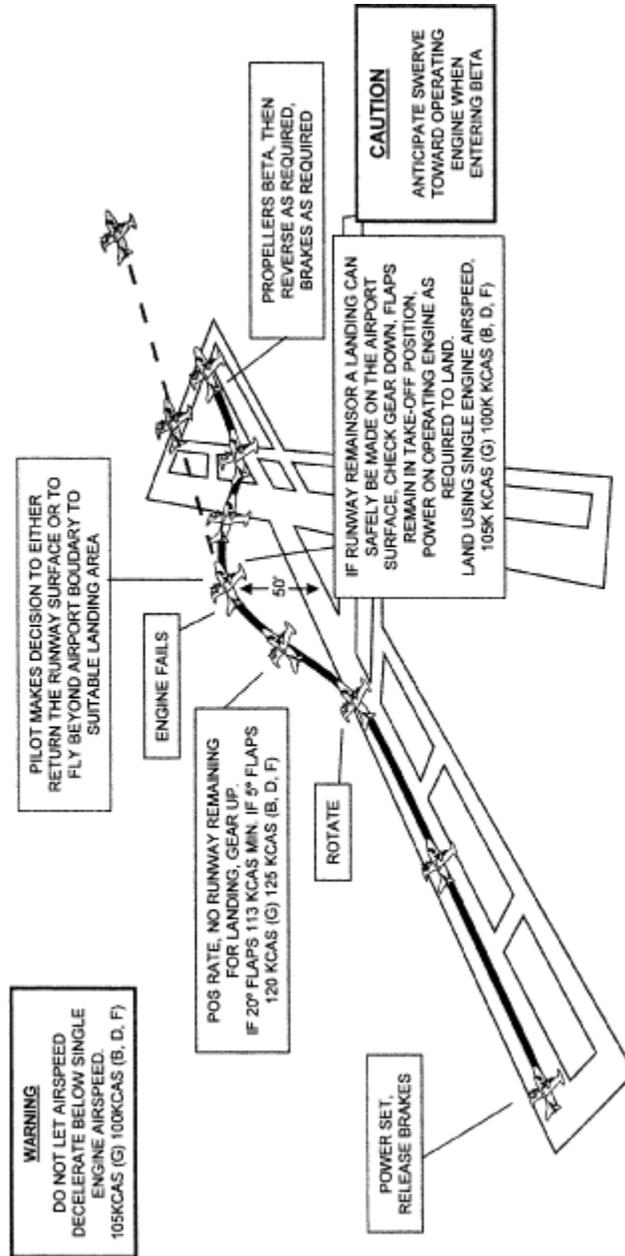 WARNING
DO NOT LET AIRSPEED
DECELERATE BELOW SINGLE
ENGINE AIRSPEED.
105KCAS (G) 100KCAS (B, D, F)
PILOT MAKES DECISION TO EITHER
RETURN THE RUNWAY SURFACE OR TO
FLY BEYOND AIRPORT BOUDARY TO
SUITABLE LANDING AREA
ENGINE FAILS
POS RATE, NO RUNWAY REMAINING
FOR LANDING, GEAR UP.
IF 20° FLAPS 113 KCAS MIN. IF 5° FLAPS
120 KCAS (G) 125 KCAS (B, D, F)
ROTATE
50'
POWER SET,
RELEASE BRAKES
PROPELLERS BETA, THEN
REVERSE AS REQUIRED,
BRAKES AS REQUIRED
IF RUNWAY REMAINSOR A LANDING CAN
SAFELY BE MADE ON THE AIRPORT
SURFACE, CHECK GEAR DOWN, FLAPS
REMAIN IN TAKE-OFF POSITION,
POWER ON OPERATING ENGINE AS
REQUIRED TO LAND.
LAND USING SINGLE ENGINE AIRSPEED,
105K KCAS (G) 100K KCAS (B, D, F)
CAUTION
ANTICIPATE SWERVE
TOWARD OPERATING
ENGINE WHEN
ENTERING BETA